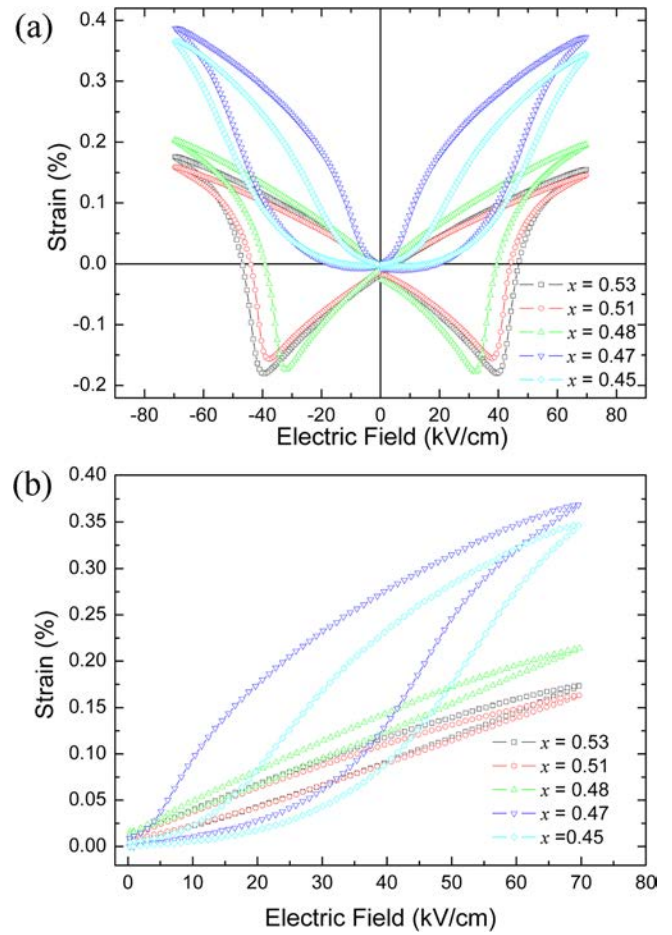 (a)
0.4
0.3
0.2
0.1
0.0
-0.1
-0.2
Strain (%)
x = 0.53
x = 0.51
x = 0.48
x = 0.47
x = 0.45
-80 -60 -40 -20 0 20 40 60 80
Electric Field (kV/cm)
(b)
0.40
0.35
0.30
0.25
0.20
0.15
0.10
0.05
0.00
Strain (%)
x = 0.53
x = 0.51
x = 0.48
x = 0.47
x =0.45
0 10 20 30 40 50 60 70 80
Electric Field (kV/cm)